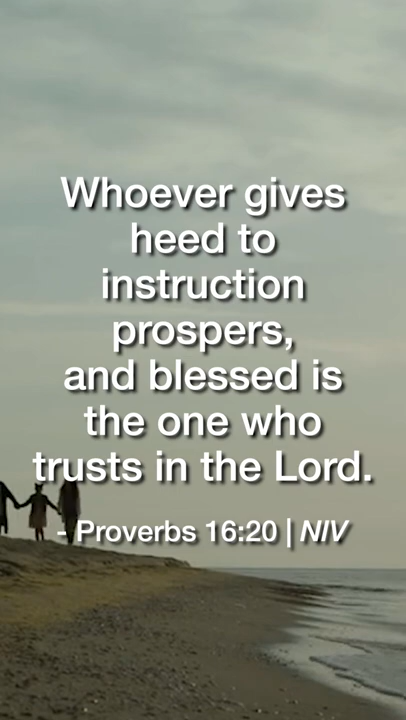 Whoever gives
heed to
instruction
prospers,
and blessed is
the one who
trusts in the Lord.
- Proverbs 16:20 | NIV